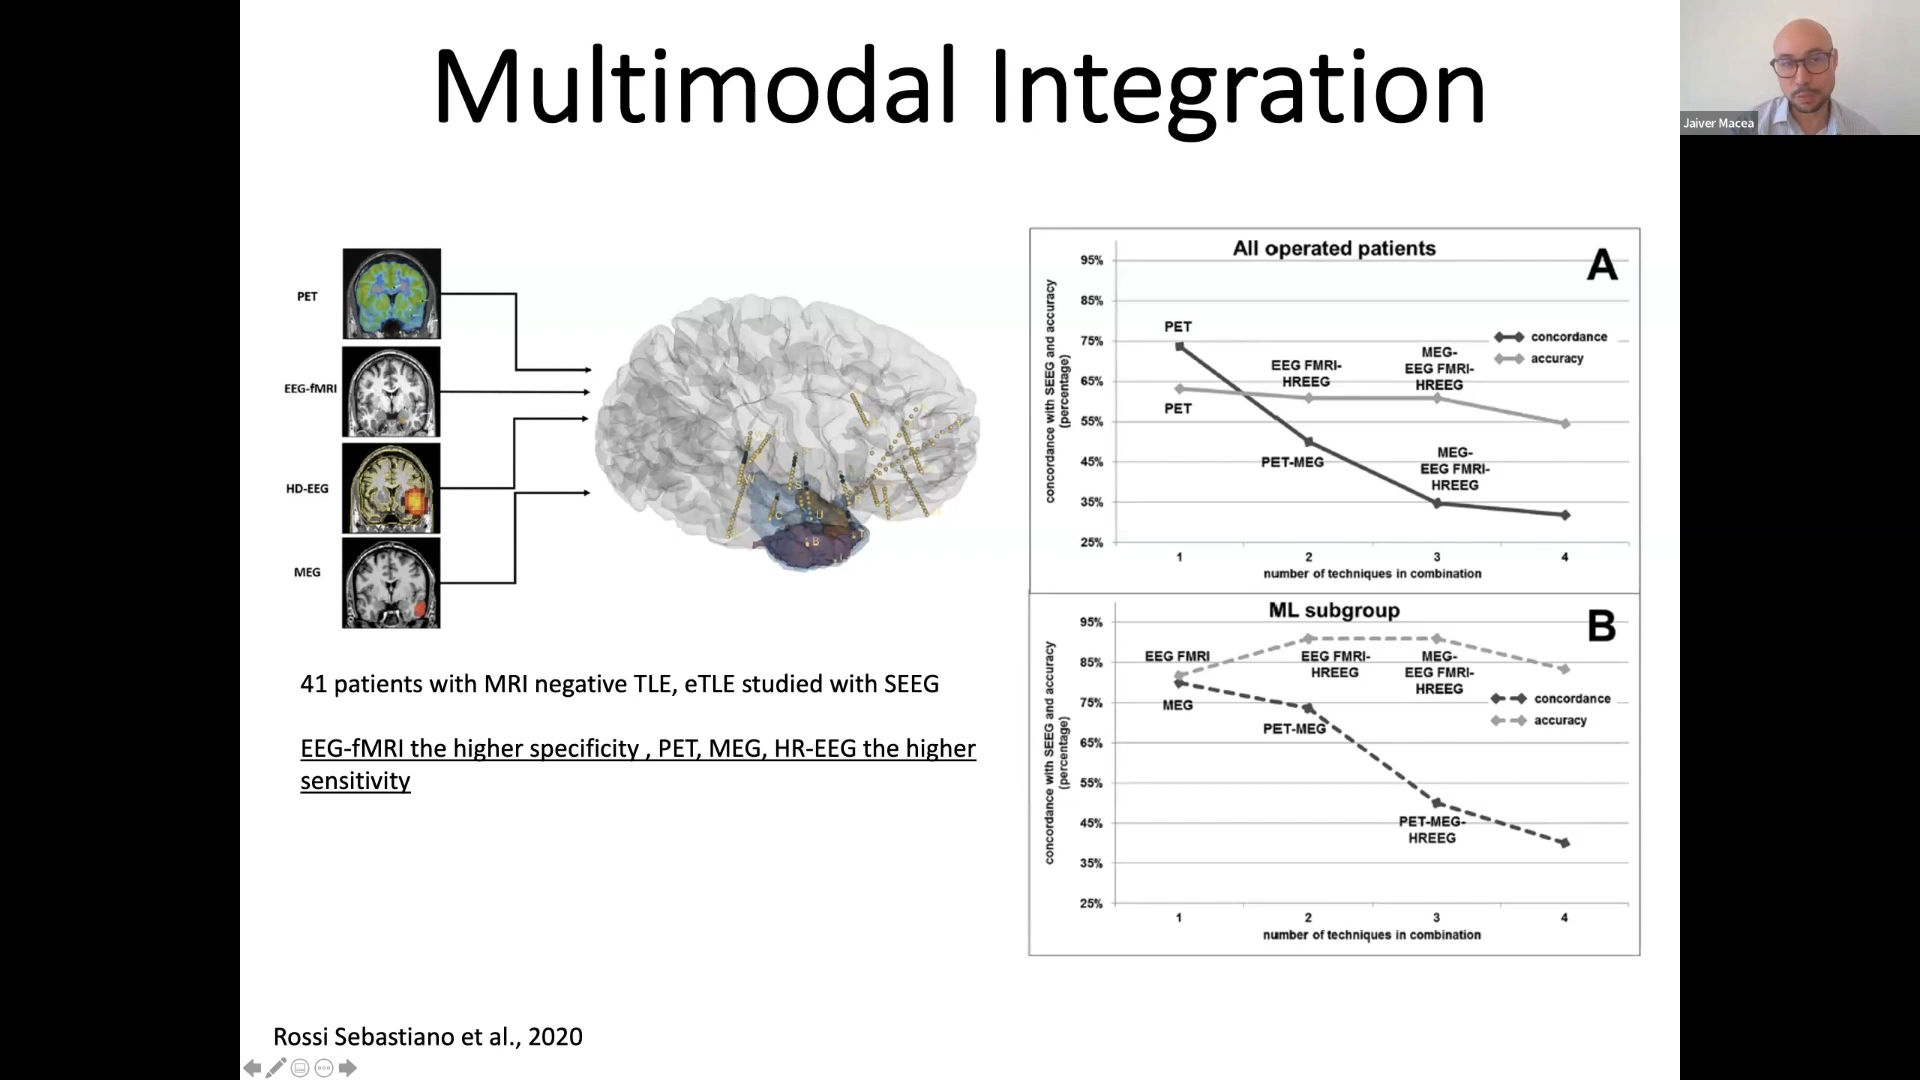 Multimodal Integration
Jaiver Macea
PET
EEG-fMRI
HD-EEG
MEG
W
S
C
U
B
T
All operated patients
A
concordance with SEEG and accuracy
(percentage)
95%
85%
75%
65%
55%
45%
35%
25%
PET
PET
EEG FMRI-
HREEG
MEG-
EEG FMRI-
HREEG
concordance
accuracy
PET-MEG
MEG-
EEG FMRI-
HREEG
1 2 3 4
number of techniques in combination
ML subgroup
B
concordance with SEEG and accuracy
(percentage)
95%
85%
75%
65%
55%
45%
35%
25%
EEG FMRI
MEG
EEG FMRI-
HREEG
MEG-
EEG FMRI-
HREEG
concordance
accuracy
PET-MEG
PET-MEG-
HREEG
1 2 3 4
number of techniques in combination
41 patients with MRI negative TLE, eTLE studied with SEEG
EEG-fMRI the higher specificity , PET, MEG, HR-EEG the higher
sensitivity
Rossi Sebastiano et al., 2020